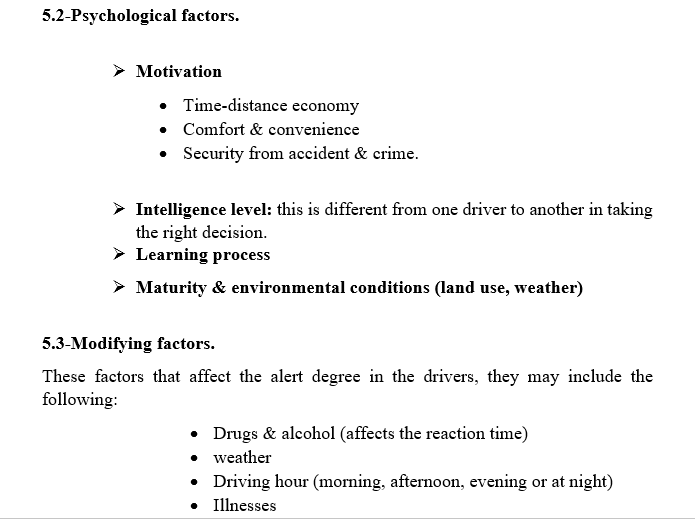 5.2-Psychological factors.
➢ Motivation
• Time-distance economy
• Comfort & convenience
• Security from accident & crime.
➢ Intelligence level: this is different from one driver to another in taking
the right decision.
➢ Learning process
➢ Maturity & environmental conditions (land use, weather)
5.3-Modifying factors.
These factors that affect the alert degree in the drivers, they may include the
following:
• Drugs & alcohol (affects the reaction time)
• weather
• Driving hour (morning, afternoon, evening or at night)
• Illnesses